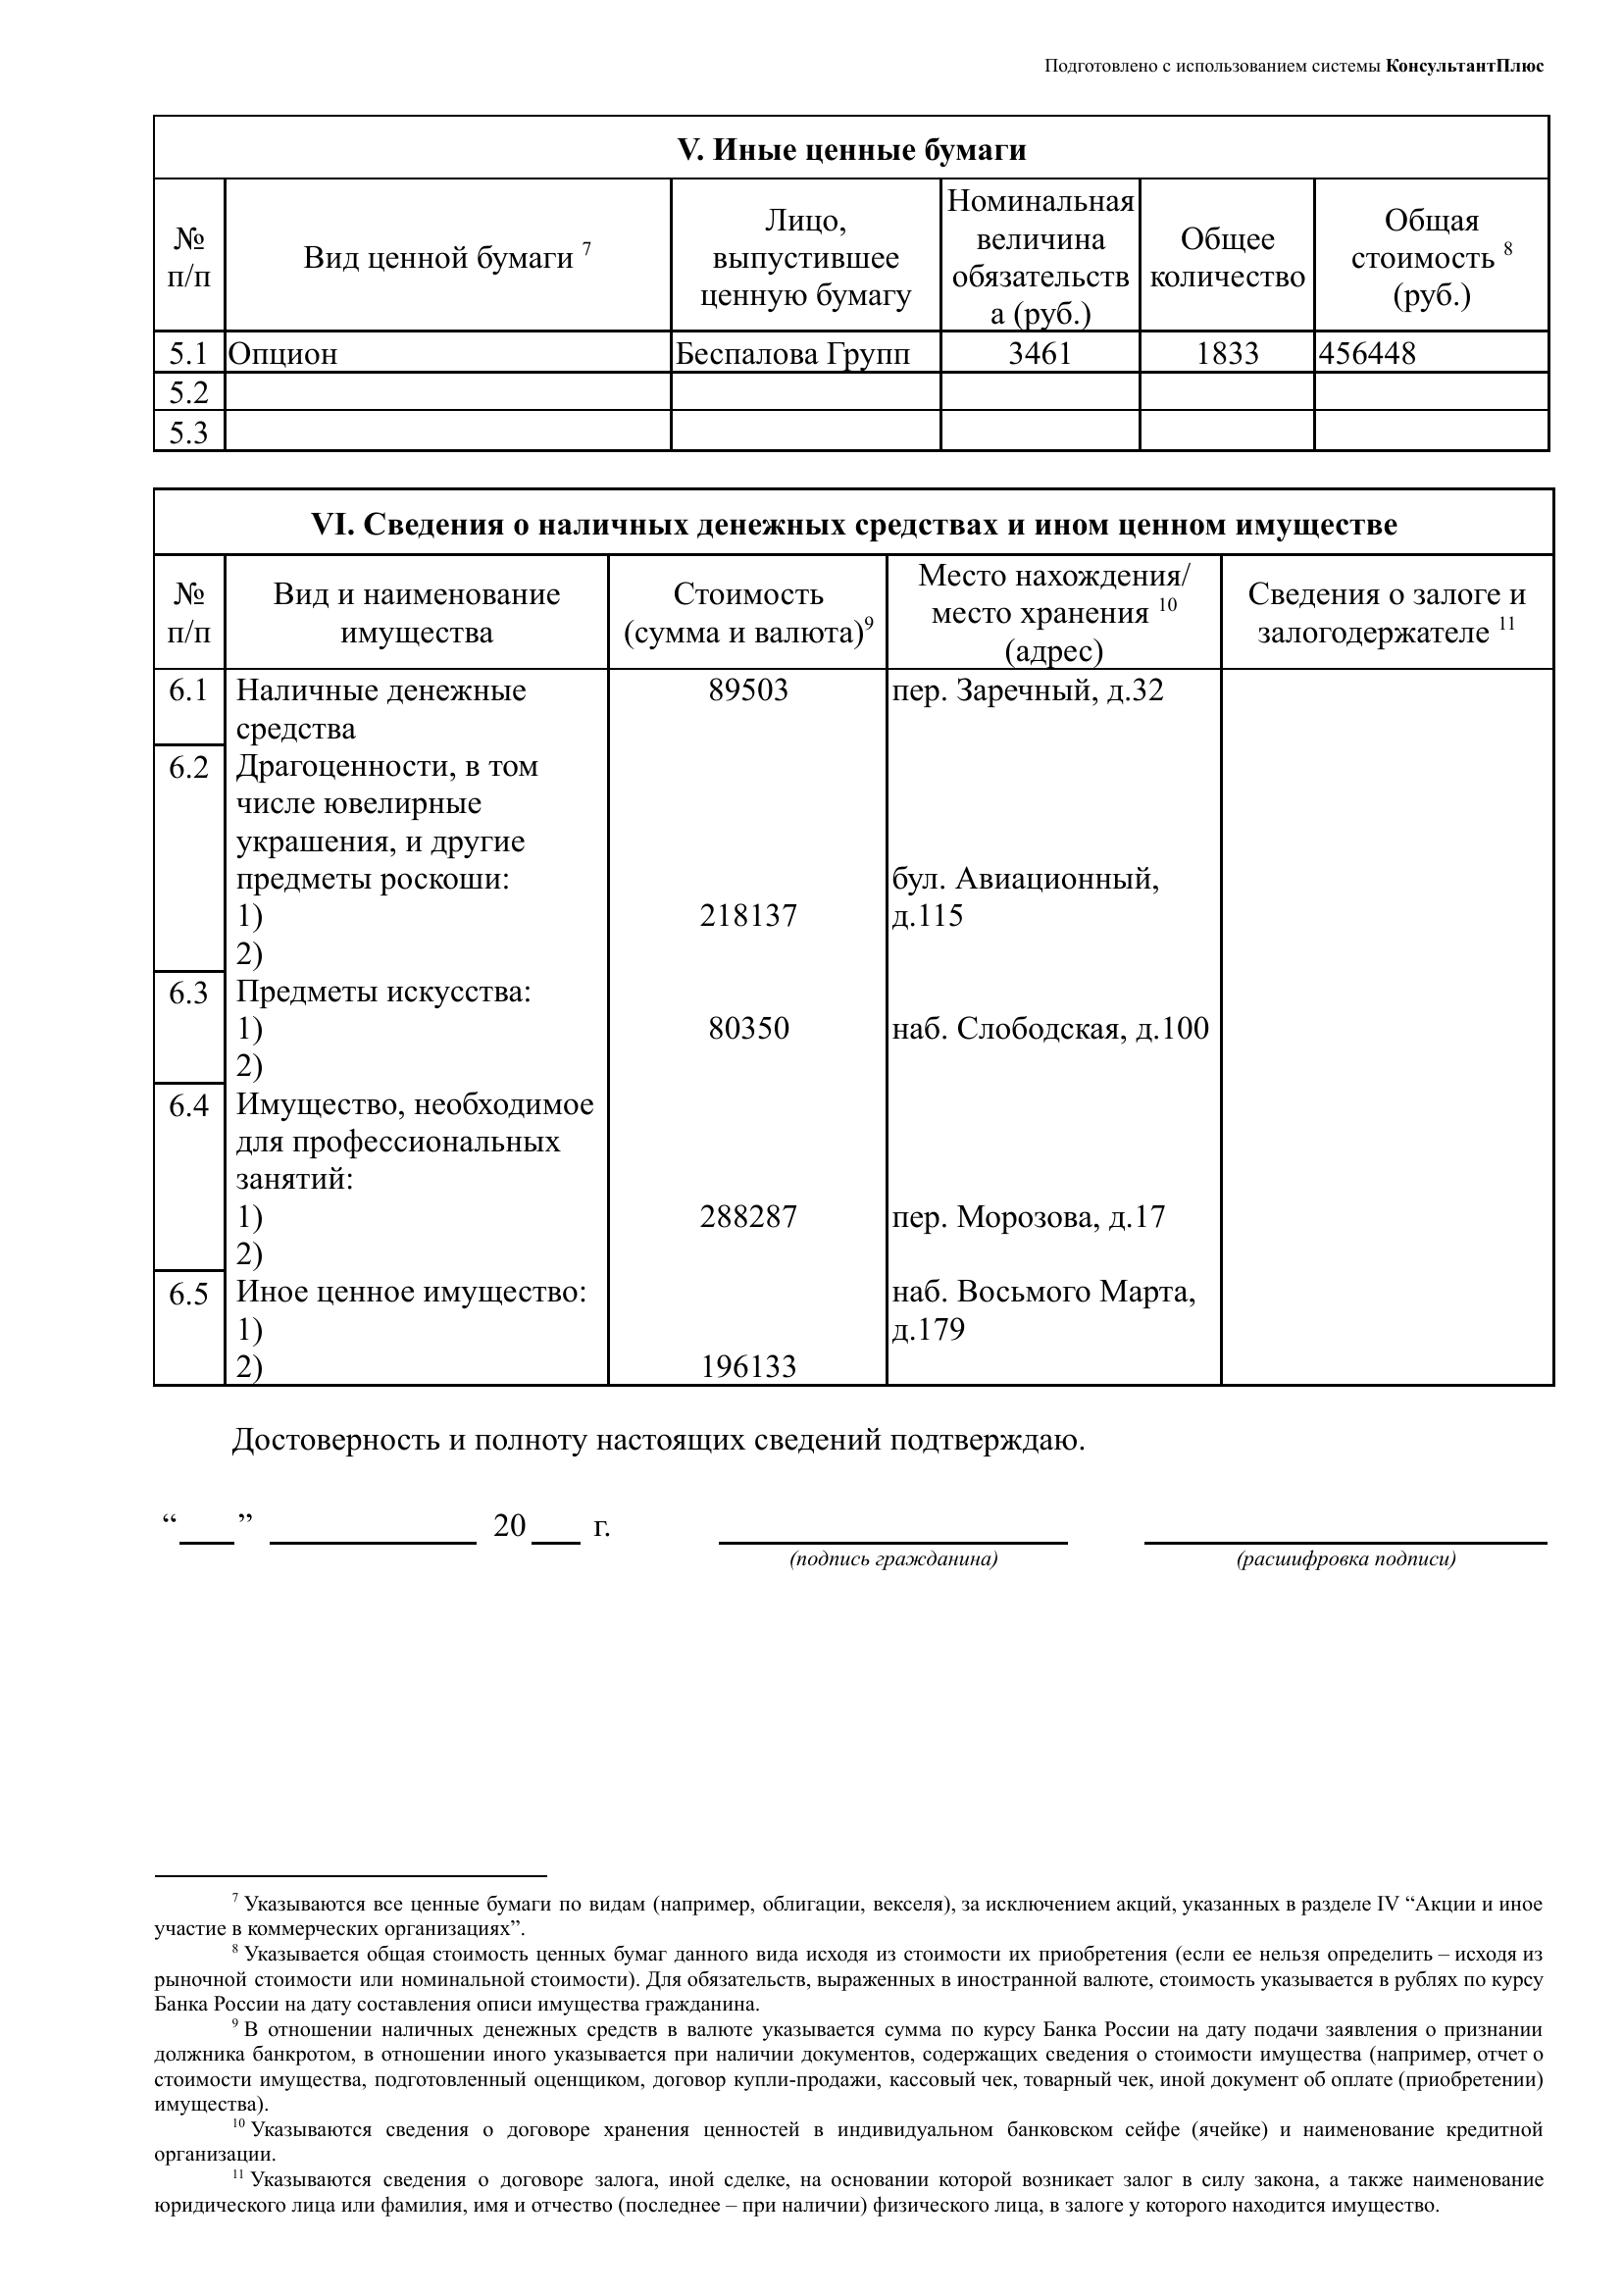 Подготовлено с использованием системы КонсультантПлюс
V. Иные ценные бумаги
№
п/п
Вид ценной бумаги 7
Лицо,
выпустившее
ценную бумагу
Номинальная
величина
обязательств
а (руб.)
Общее
количество
Общая
стоимость 8
(руб.)
5.1 Опцион Беспалова Групп 3461 1833 456448
5.2
5.3
VI. Сведения о наличных денежных средствах и ином ценном имуществе
№
п/п
Вид и наименование
имущества
Стоимость
(сумма и валюта)9
Место нахождения/
место хранения 10
(адрес)
Сведения о залоге и
залогодержателе 11
6.1 Наличные денежные 89503 пер. Заречный, д.32
средства
6.2 Драгоценности, в том
числе ювелирные
украшения, и другие
предметы роскоши: бул. Авиационный,
1) 218137 д.115
2)
6.3 Предметы искусства:
1) 80350 наб. Слободская, д.100
2)
6.4 Имущество, необходимое
для профессиональных
занятий:
1) 288287 пер. Морозова, д.17
2)
6.5 Иное ценное имущество: наб. Восьмого Марта,
1) д.179
2) 196133
Достоверность и полноту настоящих сведений подтверждаю.
“ ” 20 г.
(подпись гражданина) (расшифровка подписи)
7 Указываются все ценные бумаги по видам (например, облигации, векселя), за исключением акций, указанных в разделе IV “Акции и иное
участие в коммерческих организациях”.
8 Указывается общая стоимость ценных бумаг данного вида исходя из стоимости их приобретения (если ее нельзя определить – исходя из
рыночной стоимости или номинальной стоимости). Для обязательств, выраженных в иностранной валюте, стоимость указывается в рублях по курсу
Банка России на дату составления описи имущества гражданина.
9 В отношении наличных денежных средств в валюте указывается сумма по курсу Банка России на дату подачи заявления о признании
должника банкротом, в отношении иного указывается при наличии документов, содержащих сведения о стоимости имущества (например, отчет о
стоимости имущества, подготовленный оценщиком, договор купли-продажи, кассовый чек, товарный чек, иной документ об оплате (приобретении)
имущества).
10 Указываются сведения о договоре хранения ценностей в индивидуальном банковском сейфе (ячейке) и наименование кредитной
организации.
11 Указываются сведения о договоре залога, иной сделке, на основании которой возникает залог в силу закона, а также наименование
юридического лица или фамилия, имя и отчество (последнее – при наличии) физического лица, в залоге у которого находится имущество.